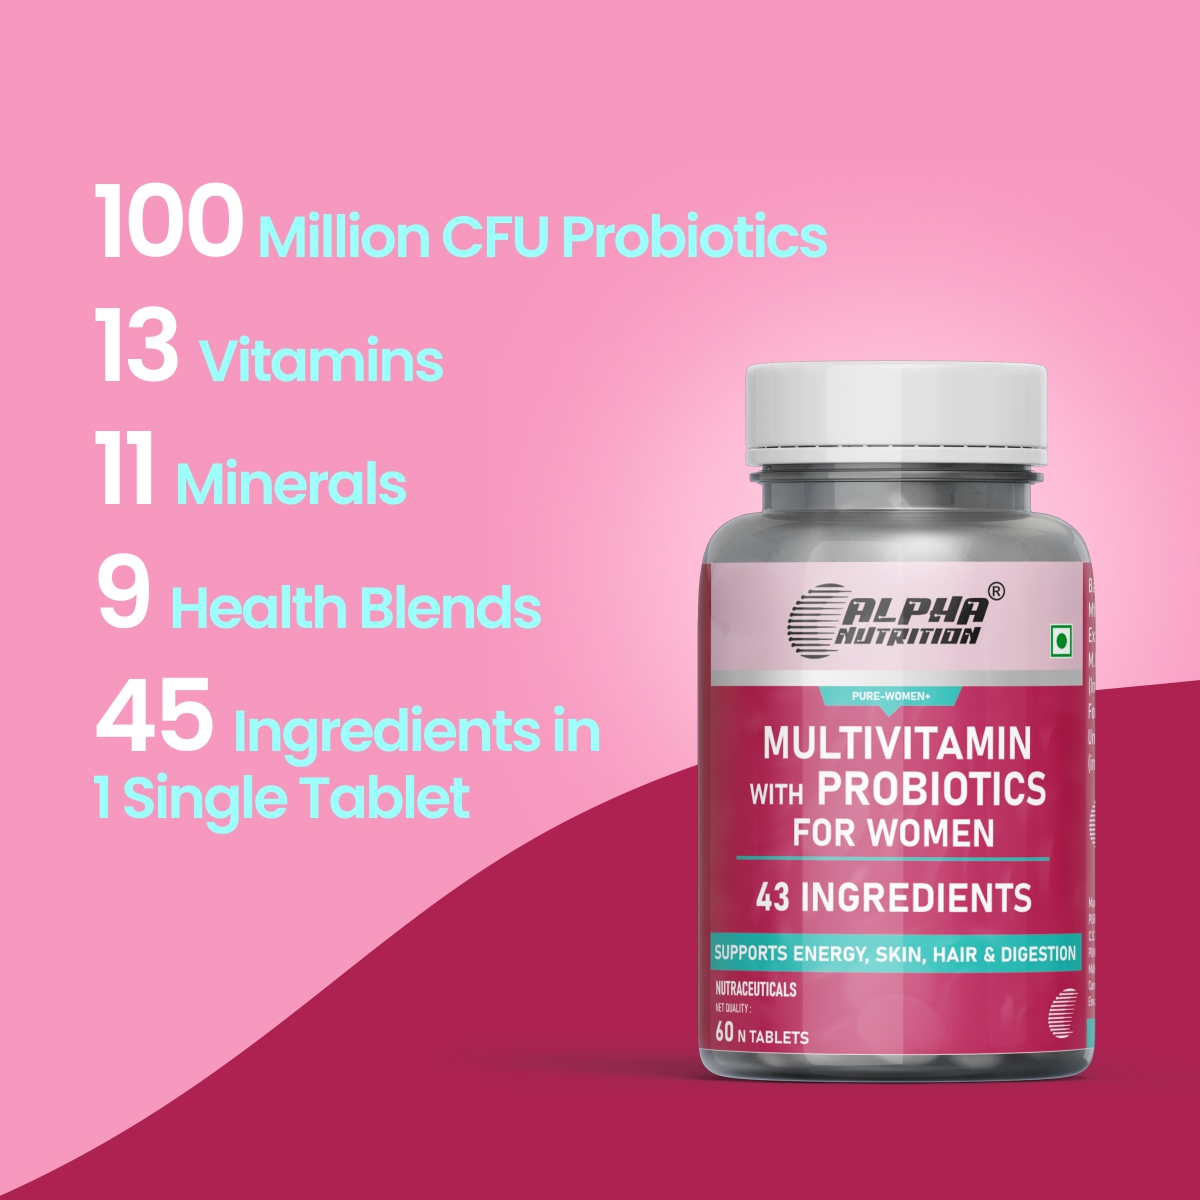 100 Million CFU Probiotics
13 Vitamins
11 Minerals
9 Health Blends
45 Ingredients in
1 Single Tablet
ALPHA®
NUTRITION
PURE-WOMEN+
MULTIVITAMIN
WITH PROBIOTICS
FOR WOMEN
43 INGREDIENTS
SUPPORTS ENERGY, SKIN, HAIR & DIGESTION
NUTRACEUTICALS
NET QUALITY :
60 N TABLETS